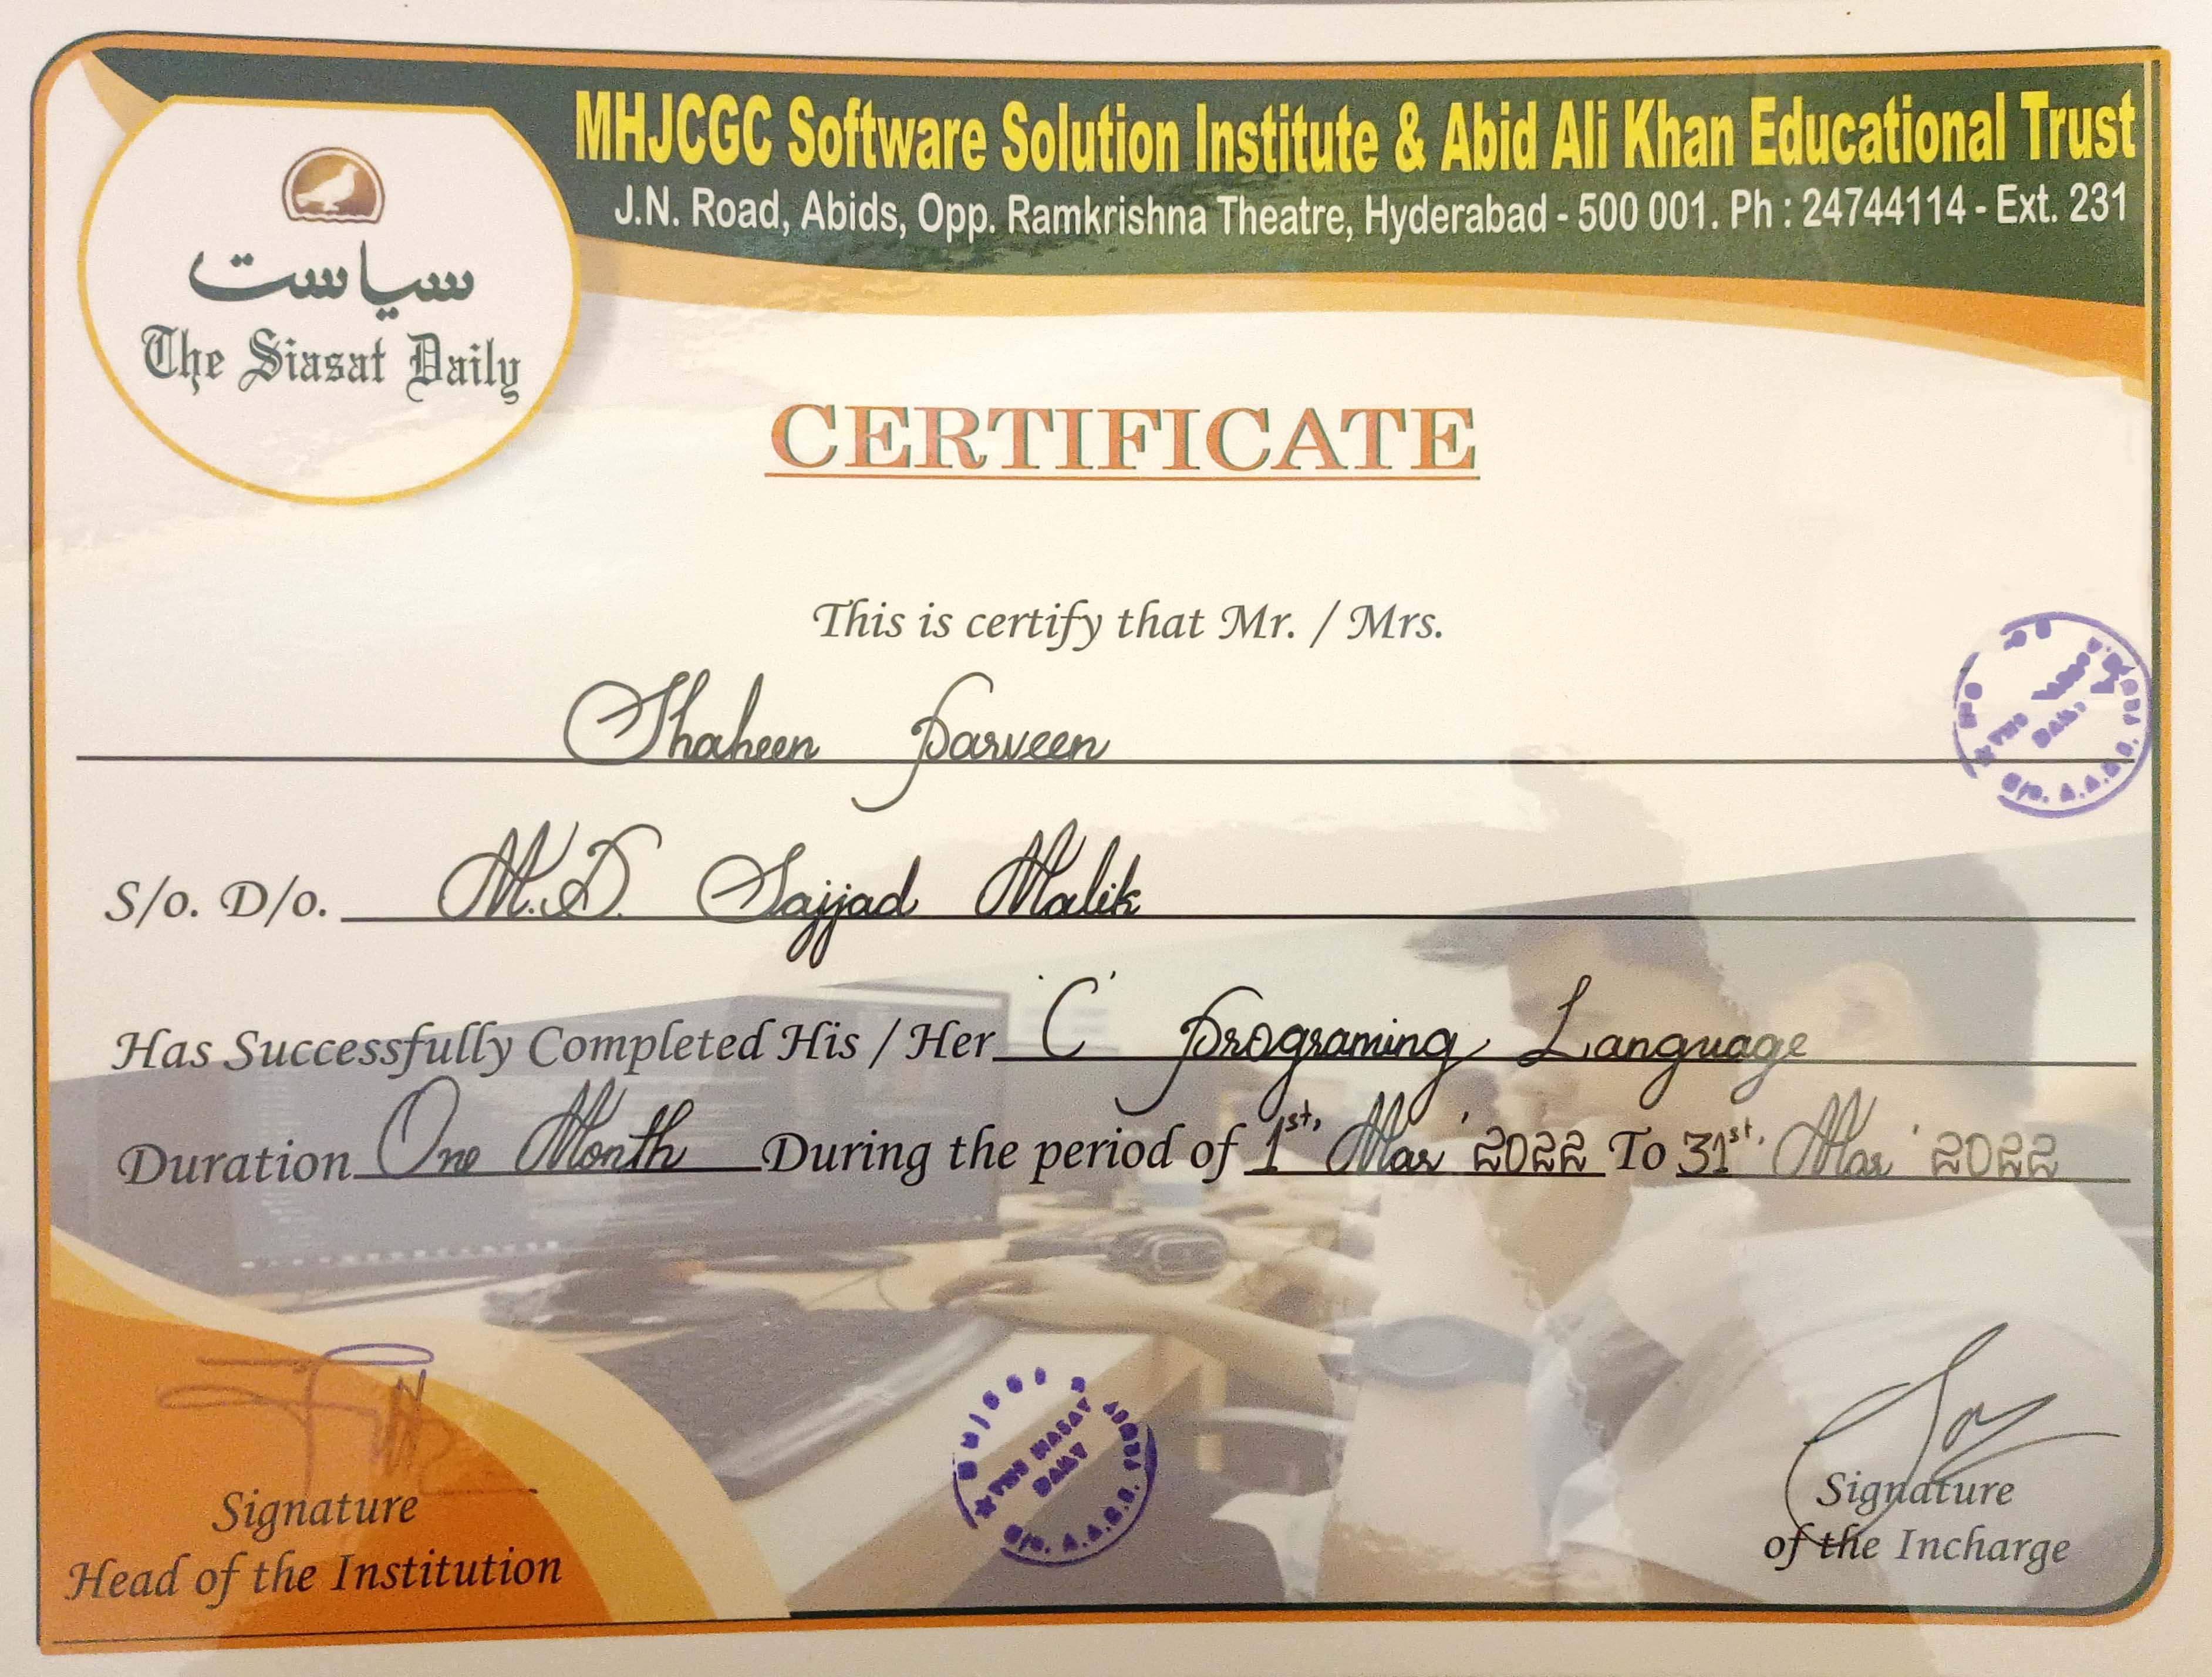 MHJCGC Software Solution Institute & Abid Ali Khan Educational Trust
J.N. Road, Abids, Opp. Ramkrishna Theatre, Hyderabad - 500 001. Ph : 24744114 - Ext. 231
سیاست
The Siasat Daily
CERTIFICATE
This is certify that Mr. / Mrs.
Shaheen Parveen
S/o. D/o. M.D. Sajjad Malik
Has Successfully Completed His / Her 'C' Programing Language
Duration One Month During the period of 1st, Mar' 2022 To 31st, Mar' 2022
THE SIASAT
DAILY
Signature
Head of the Institution
Signature
of the Incharge